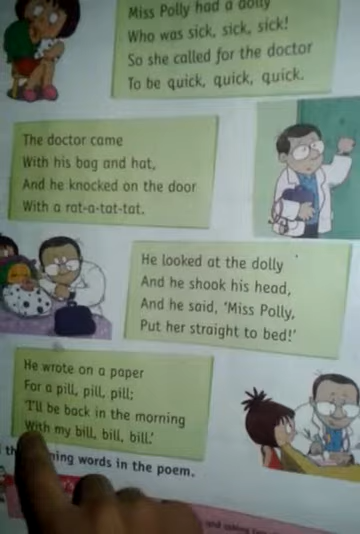 Miss Polly had a dolly
Who was sick, sick, sick!
So she called for the doctor
To be quick, quick, quick.
The doctor came
With his bag and hat,
And he knocked on the door
With a rat-a-tat-tat.
He looked at the dolly
And he shook his head,
And he said, 'Miss Polly,
Put her straight to bed!'
He wrote on a paper
For a pill, pill, pill;
'I'll be back in the morning
With my bill, bill, bill.'
words in the poem.
and asking